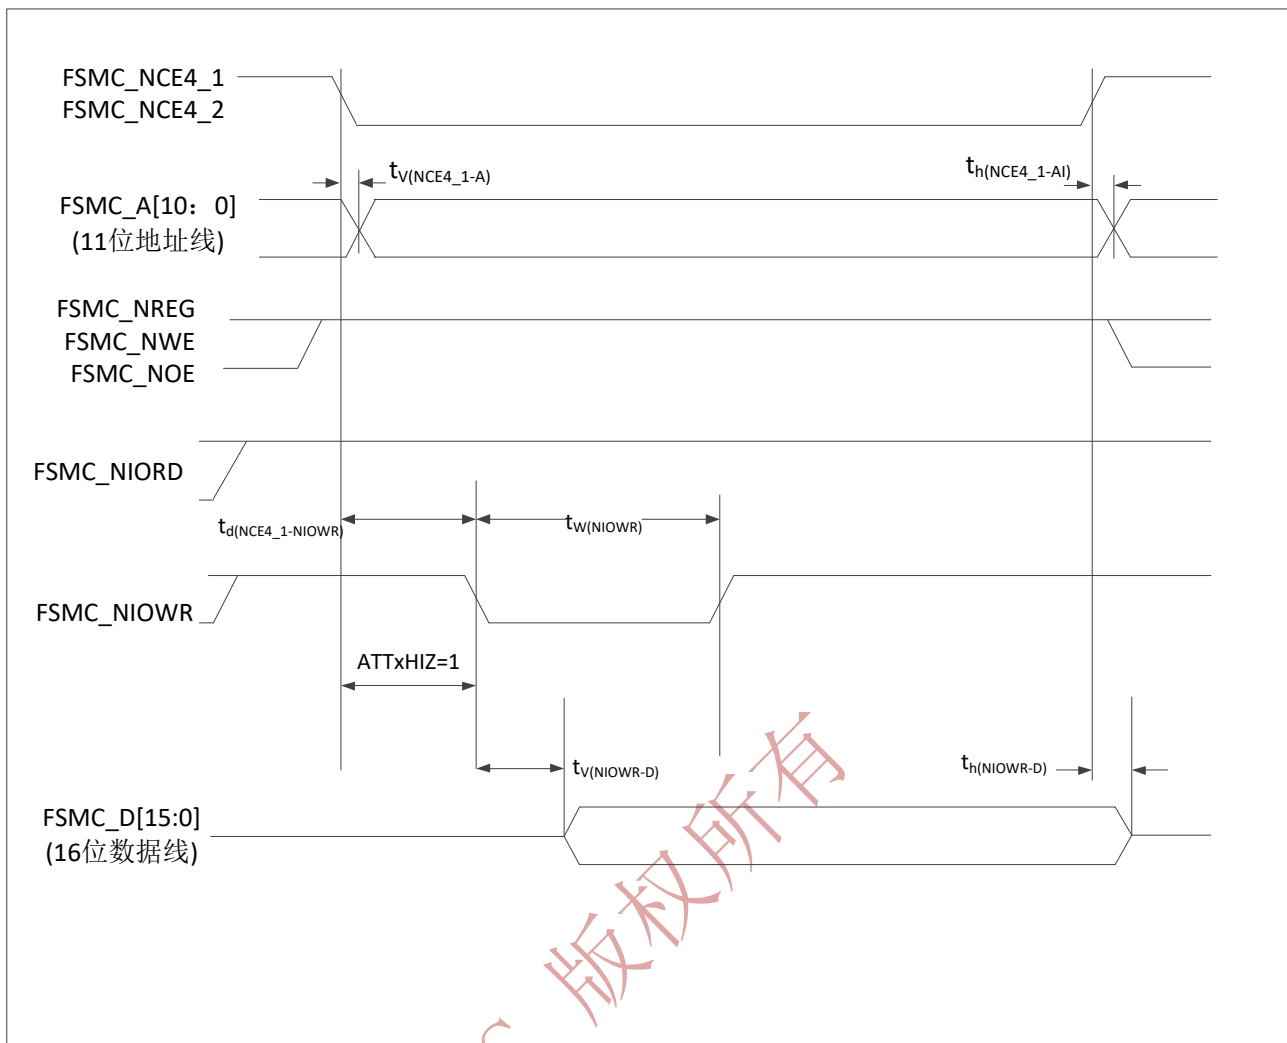 FSMC_NCE4_1
FSMC_NCE4_2
tV(NCE4_1-A)
th(NCE4_1-AI)
FSMC_A[10：0]
(11位地址线)
FSMC_NREG
FSMC_NWE
FSMC_NOE
FSMC_NIORD
td(NCE4_1-NIOWR)
tW(NIOWR)
FSMC_NIOWR
ATTxHIZ=1
tV(NIOWR-D)
th(NIOWR-D)
FSMC_D[15:0]
(16位数据线)
版权所有